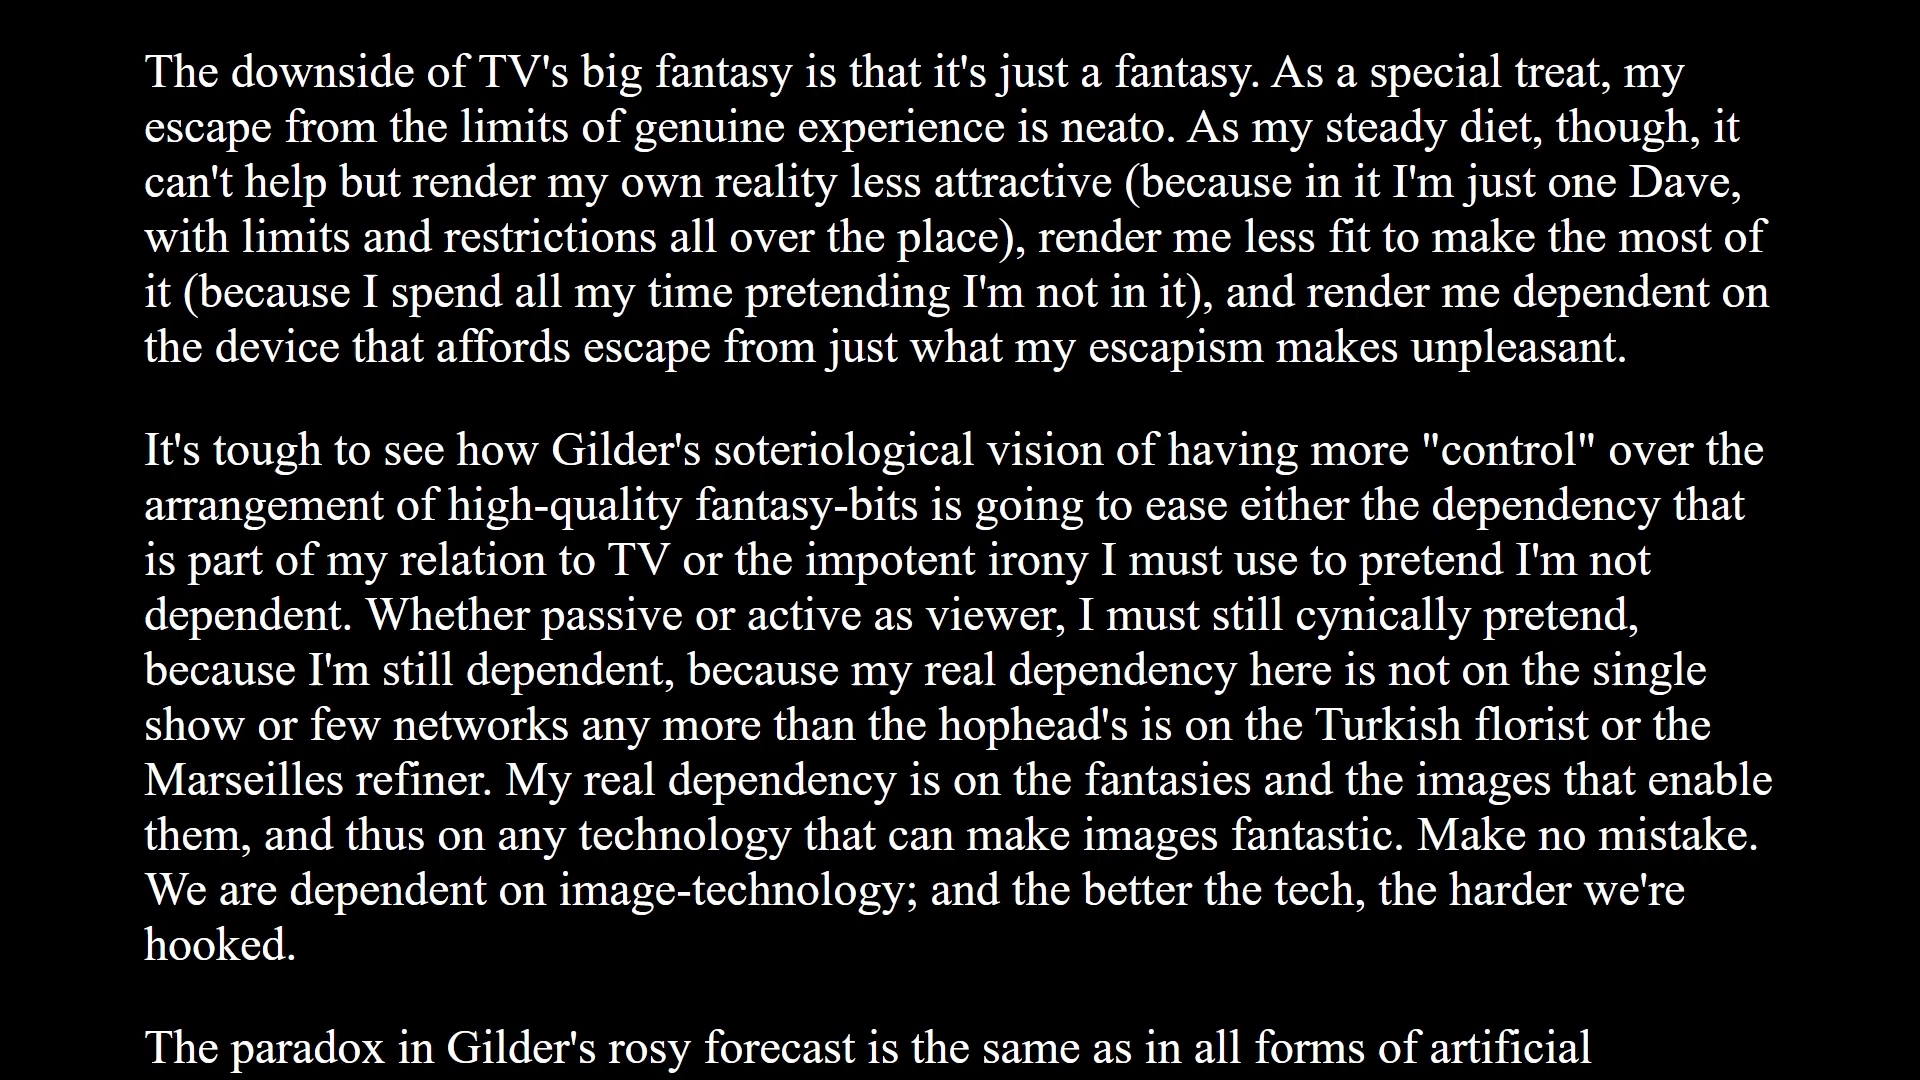 The downside of TV's big fantasy is that it's just a fantasy. As a special treat, my
escape from the limits of genuine experience is neato. As my steady diet, though, it
can't help but render my own reality less attractive (because in it I'm just one Dave,
with limits and restrictions all over the place), render me less fit to make the most of
it (because I spend all my time pretending I'm not in it), and render me dependent on
the device that affords escape from just what my escapism makes unpleasant.
It's tough to see how Gilder's soteriological vision of having more "control" over the
arrangement of high-quality fantasy-bits is going to ease either the dependency that
is part of my relation to TV or the impotent irony I must use to pretend I'm not
dependent. Whether passive or active as viewer, I must still cynically pretend,
because I'm still dependent, because my real dependency here is not on the single
show or few networks any more than the hophead's is on the Turkish florist or the
Marseilles refiner. My real dependency is on the fantasies and the images that enable
them, and thus on any technology that can make images fantastic. Make no mistake.
We are dependent on image-technology; and the better the tech, the harder we're
hooked.
The paradox in Gilder's rosy forecast is the same as in all forms of artificial